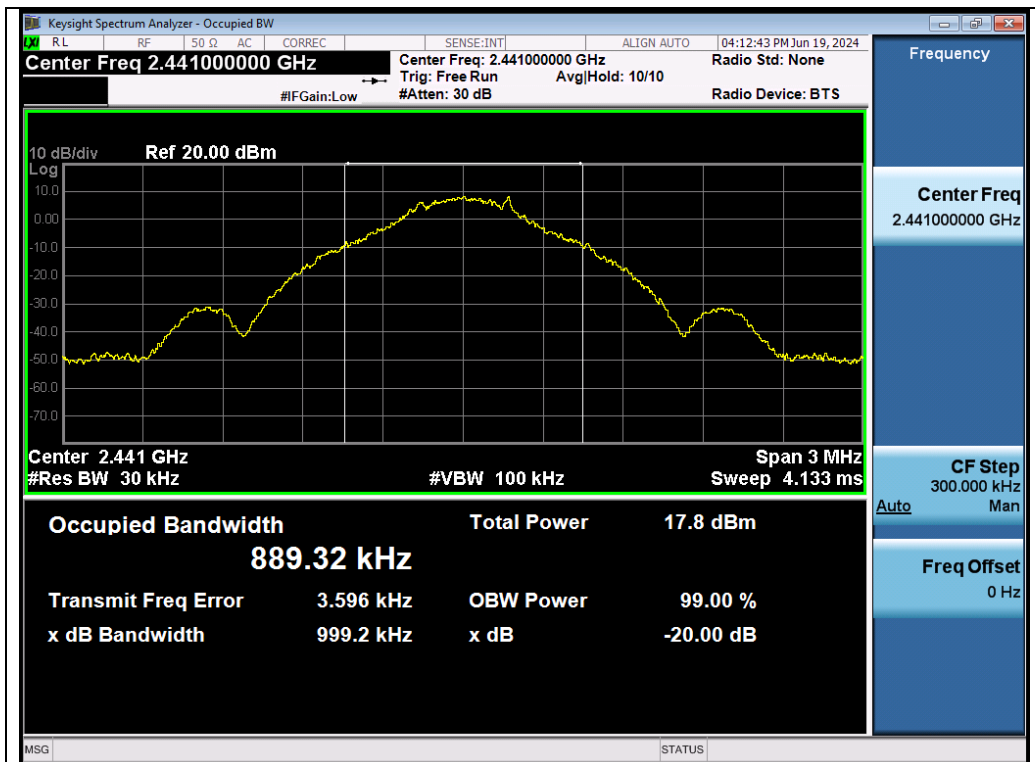 Keysight Spectrum Analyzer - Occupied BW
LXI RL RF 50 Ω AC CORREC SENSE:INT ALIGN AUTO 04:12:43 PM Jun 19, 2024
Center Freq 2.441000000 GHz Center Freq: 2.441000000 GHz Radio Std: None Frequency
Trig: Free Run Avg|Hold: 10/10
#IFGain:Low #Atten: 30 dB Radio Device: BTS
10 dB/div Ref 20.00 dBm
Log
10.0
0.00
-10.0
-20.0
-30.0
-40.0
-50.0
-60.0
-70.0
Center 2.441 GHz Span 3 MHz
#Res BW 30 kHz #VBW 100 kHz Sweep 4.133 ms
Occupied Bandwidth Total Power 17.8 dBm
889.32 kHz
Transmit Freq Error 3.596 kHz OBW Power 99.00 %
x dB Bandwidth 999.2 kHz x dB -20.00 dB
Center Freq
2.441000000 GHz
CF Step
300.000 kHz
Auto Man
Freq Offset
0 Hz
MSG STATUS